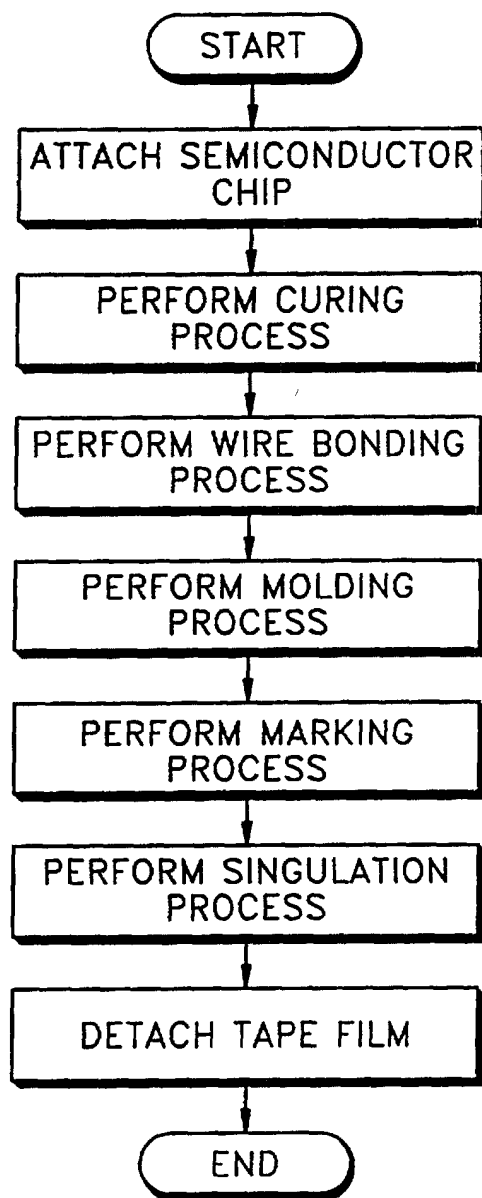 START
ATTACH SEMICONDUCTOR
CHIP
PERFORM CURING
PROCESS
PERFORM WIRE BONDING
PROCESS
PERFORM MOLDING
PROCESS
PERFORM MARKING
PROCESS
PERFORM SINGULATION
PROCESS
DETACH TAPE FILM
END